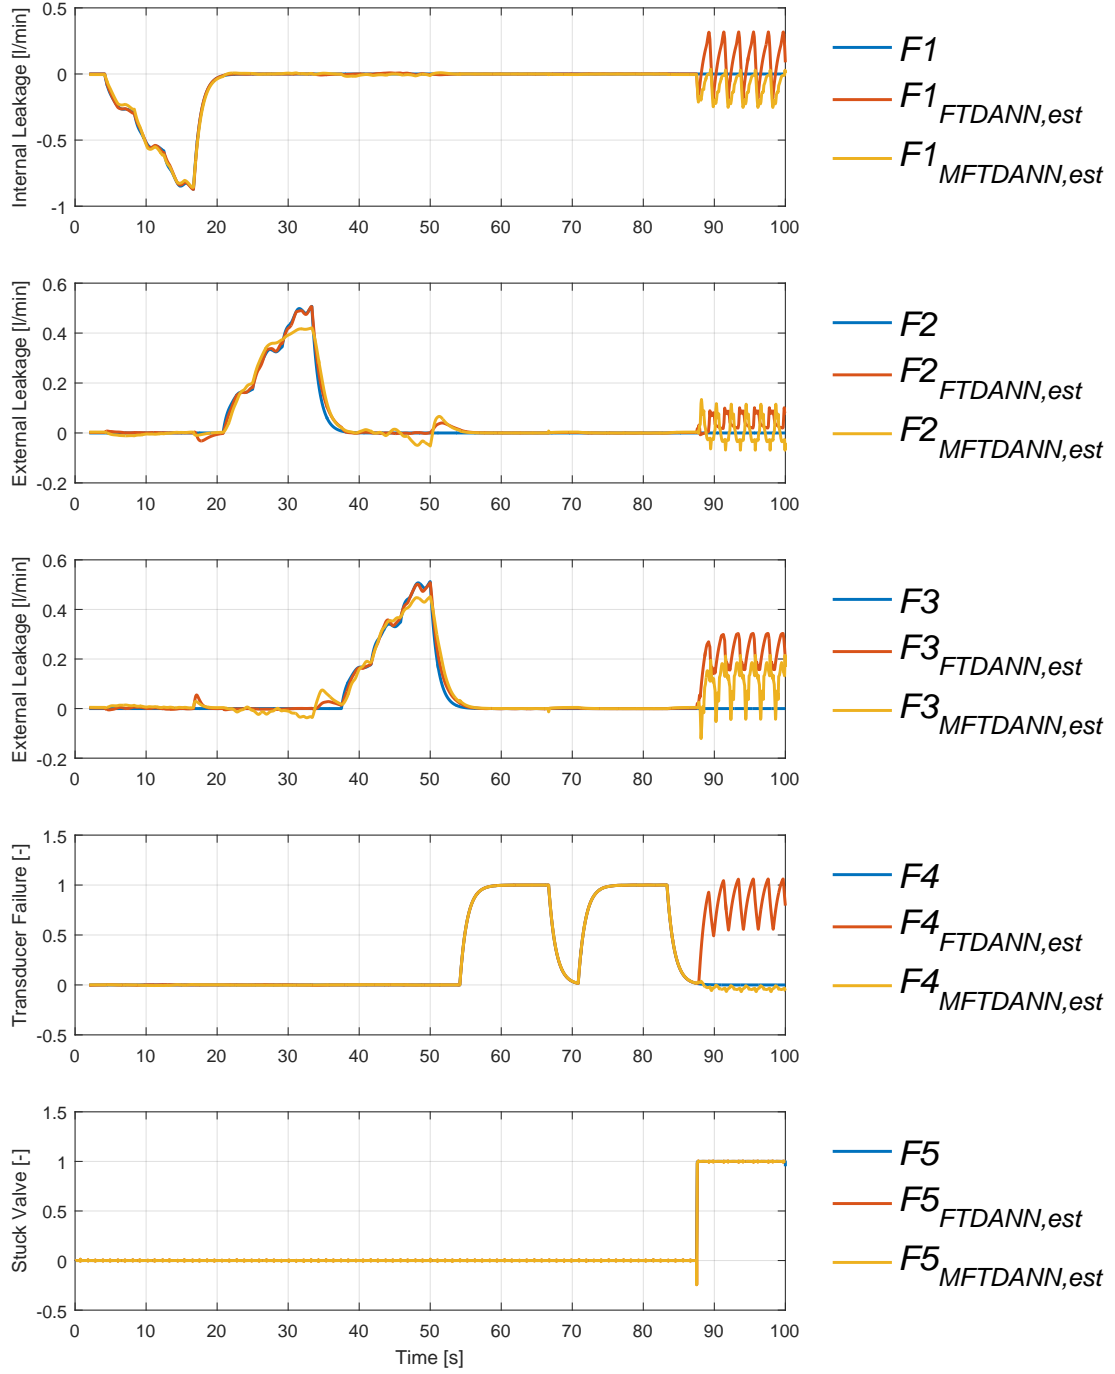 Internal Leakage [l/min]
0.5
0
-0.5
-1
0 10 20 30 40 50 60 70 80 90 100
F1
F1FTDANN,est
F1MFTDANN,est
External Leakage [l/min]
0.6
0.4
0.2
0
-0.2
0 10 20 30 40 50 60 70 80 90 100
F2
F2FTDANN,est
F2MFTDANN,est
External Leakage [l/min]
0.6
0.4
0.2
0
-0.2
0 10 20 30 40 50 60 70 80 90 100
F3
F3FTDANN,est
F3MFTDANN,est
Transducer Failure [-]
1.5
1
0.5
0
-0.5
0 10 20 30 40 50 60 70 80 90 100
F4
F4FTDANN,est
F4MFTDANN,est
Stuck Valve [-]
1.5
1
0.5
0
-0.5
0 10 20 30 40 50 60 70 80 90 100
Time [s]
F5
F5FTDANN,est
F5MFTDANN,est